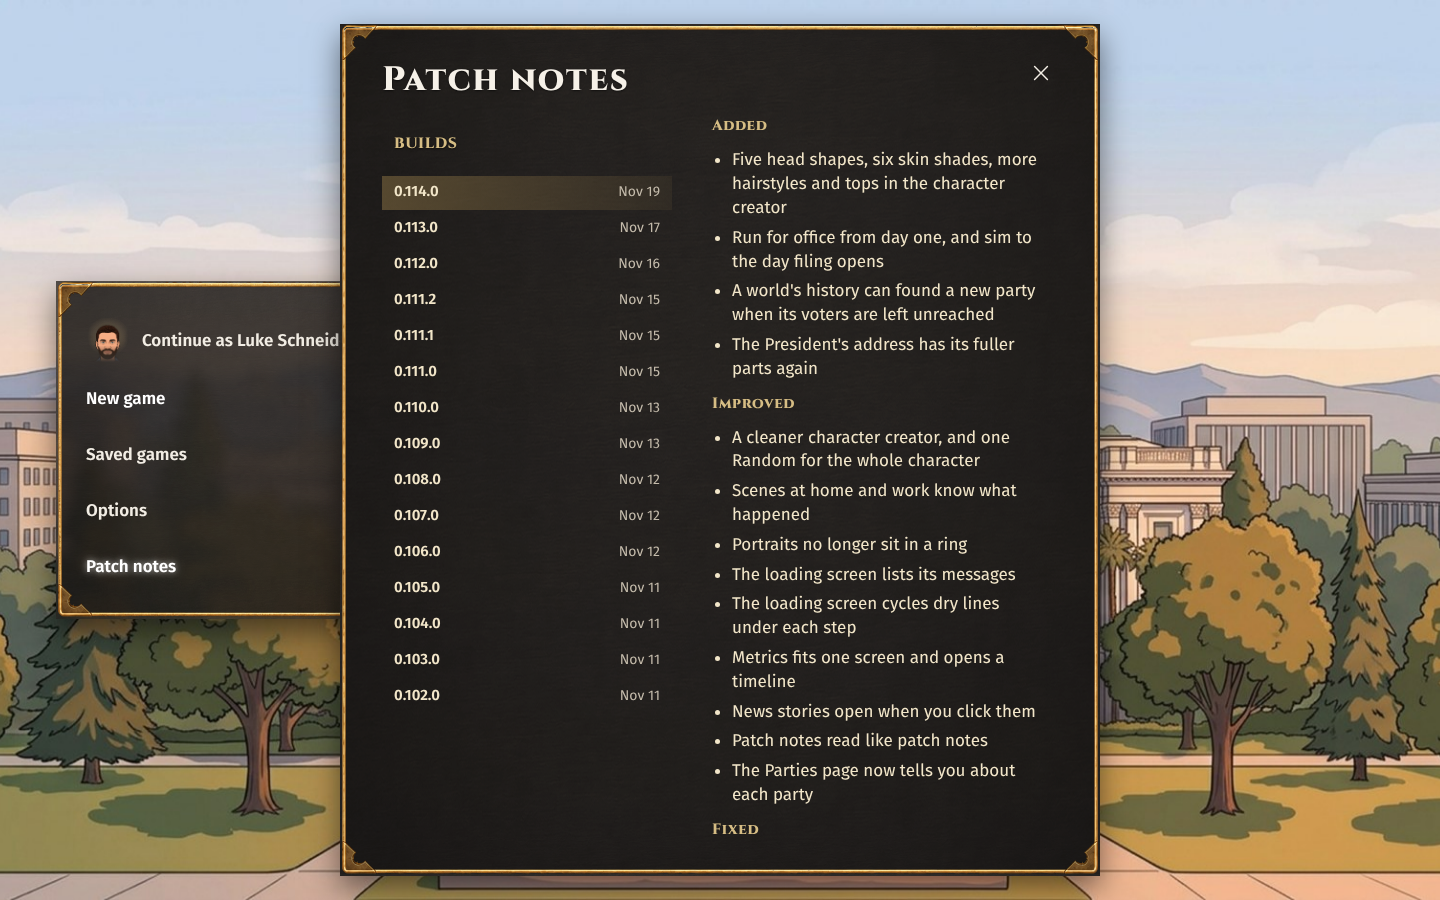 Patch notes
BUILDS
0.114.0 Nov 19
0.113.0 Nov 17
0.112.0 Nov 16
0.111.2 Nov 15
0.111.1 Nov 15
0.111.0 Nov 15
0.110.0 Nov 13
0.109.0 Nov 13
0.108.0 Nov 12
0.107.0 Nov 12
0.106.0 Nov 12
0.105.0 Nov 11
0.104.0 Nov 11
0.103.0 Nov 11
0.102.0 Nov 11
Added
• Five head shapes, six skin shades, more
hairstyles and tops in the character
creator
• Run for office from day one, and sim to
the day filing opens
• A world's history can found a new party
when its voters are left unreached
• The President's address has its fuller
parts again
Improved
• A cleaner character creator, and one
Random for the whole character
• Scenes at home and work know what
happened
• Portraits no longer sit in a ring
• The loading screen lists its messages
• The loading screen cycles dry lines
under each step
• Metrics fits one screen and opens a
timeline
• News stories open when you click them
• Patch notes read like patch notes
• The Parties page now tells you about
each party
Fixed
Continue as Luke Schneid
New game
Saved games
Options
Patch notes